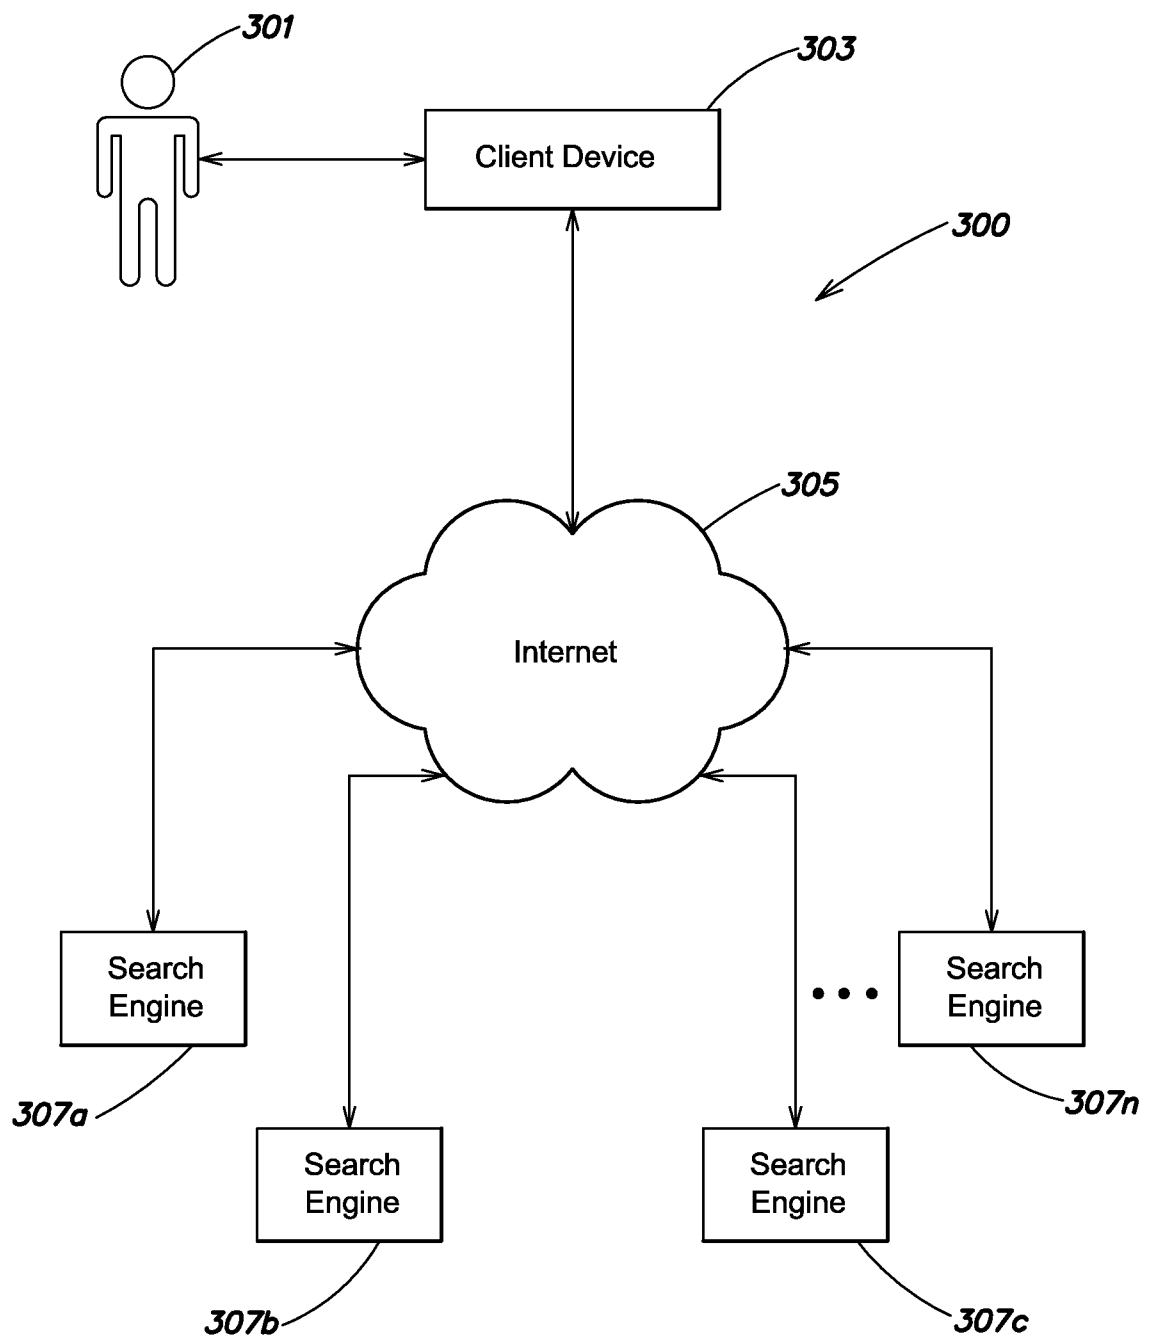 301
303
Client Device
300
305
Internet
Search
Engine
Search
Engine
307a
307n
Search
Engine
Search
Engine
307b
307c